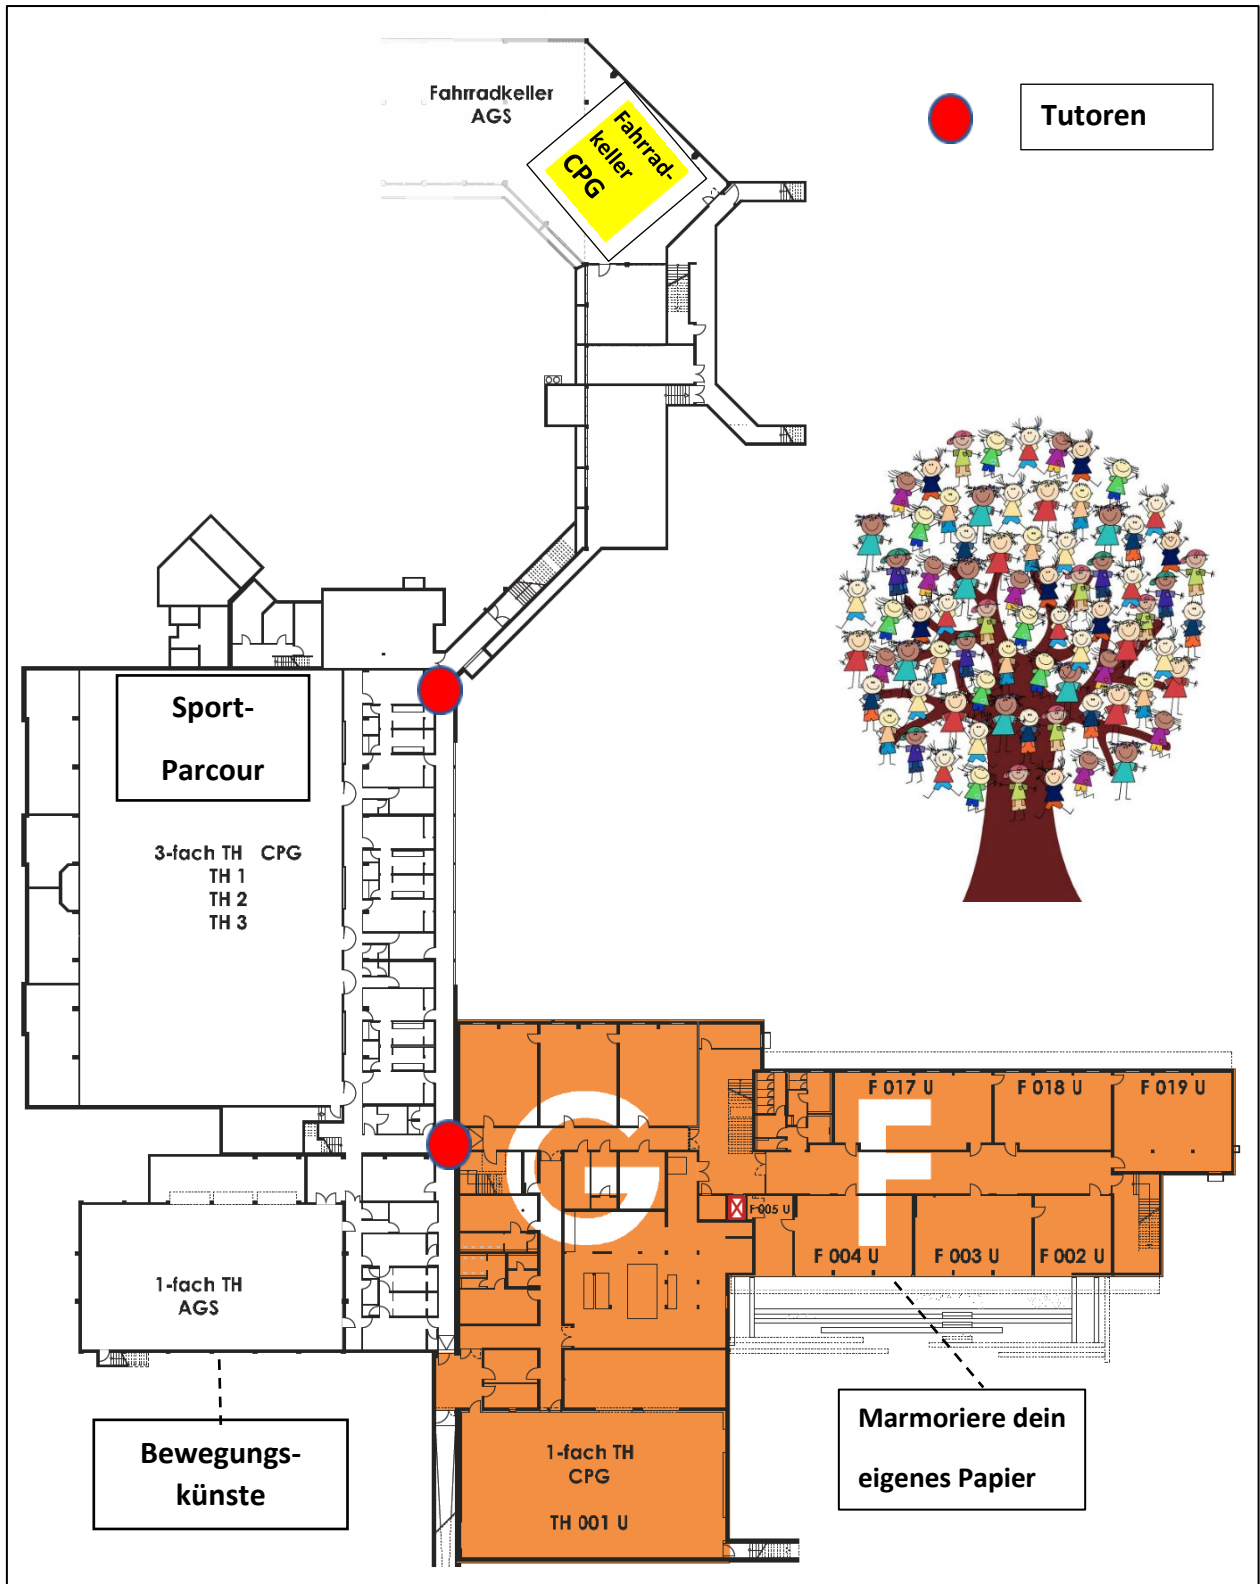 Fahrradkeller
AGS
Fahrrad-
keller
CPG
Tutoren
Sport-
Parcour
3-fach TH CPG
TH 1
TH 2
TH 3
G
F
F 017 U
F 018 U
F 019 U
F 005 U
F 004 U
F 003 U
F 002 U
1-fach TH
AGS
Bewegungs-
künste
1-fach TH
CPG
TH 001 U
Marmoriere dein
eigenes Papier